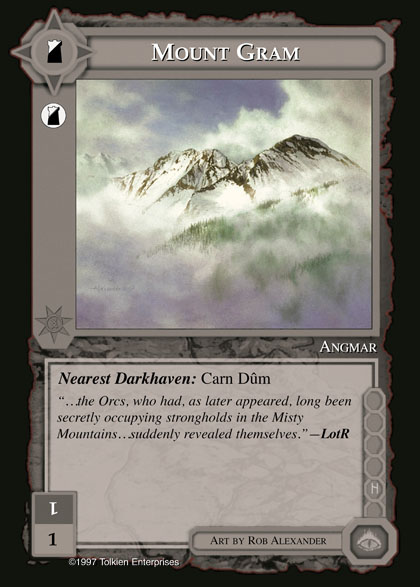 Mount Gram
Angmar
Nearest Darkhaven: Carn Dûm
“…the Orcs, who had, as later appeared, long been
secretly occupying strongholds in the Misty
Mountains…suddenly revealed themselves.”—LotR
H
1
1
Art by Rob Alexander
©1997 Tolkien Enterprises